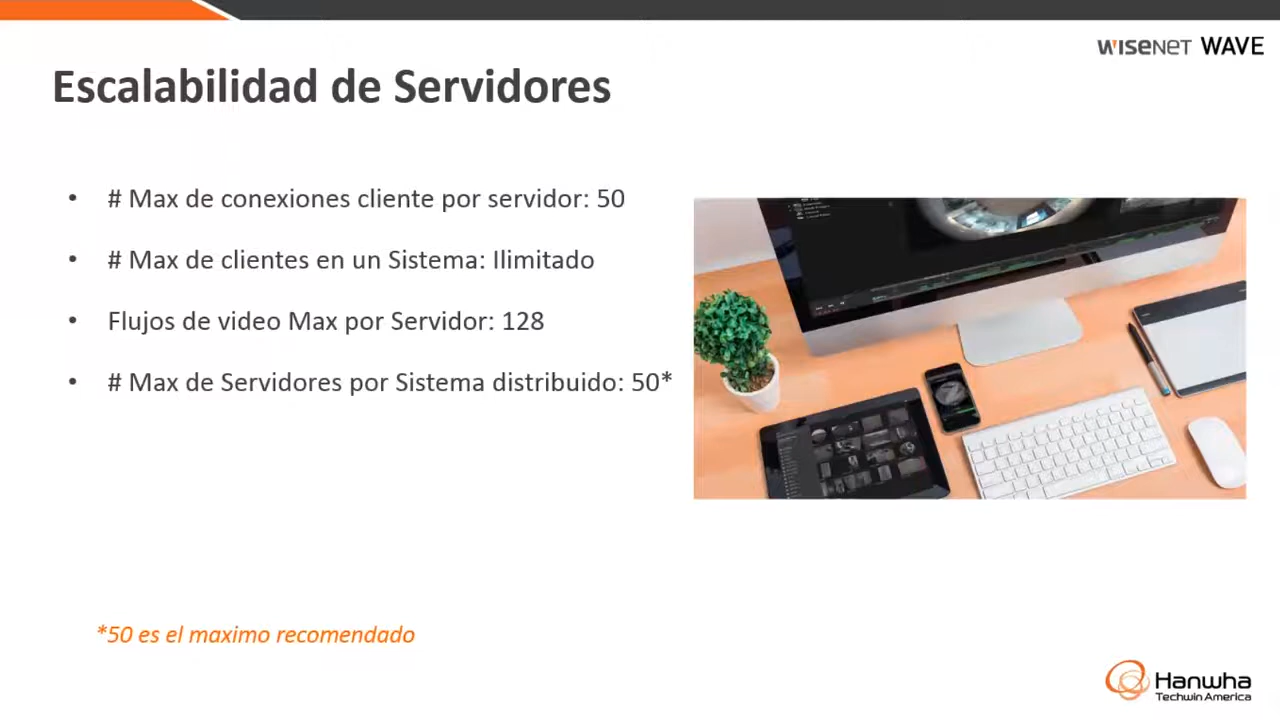 WISENET WAVE
Escalabilidad de Servidores
• # Max de conexiones cliente por servidor: 50
• # Max de clientes en un Sistema: Ilimitado
• Flujos de video Max por Servidor: 128
• # Max de Servidores por Sistema distribuido: 50*
*50 es el maximo recomendado
Hanwha
Techwin America